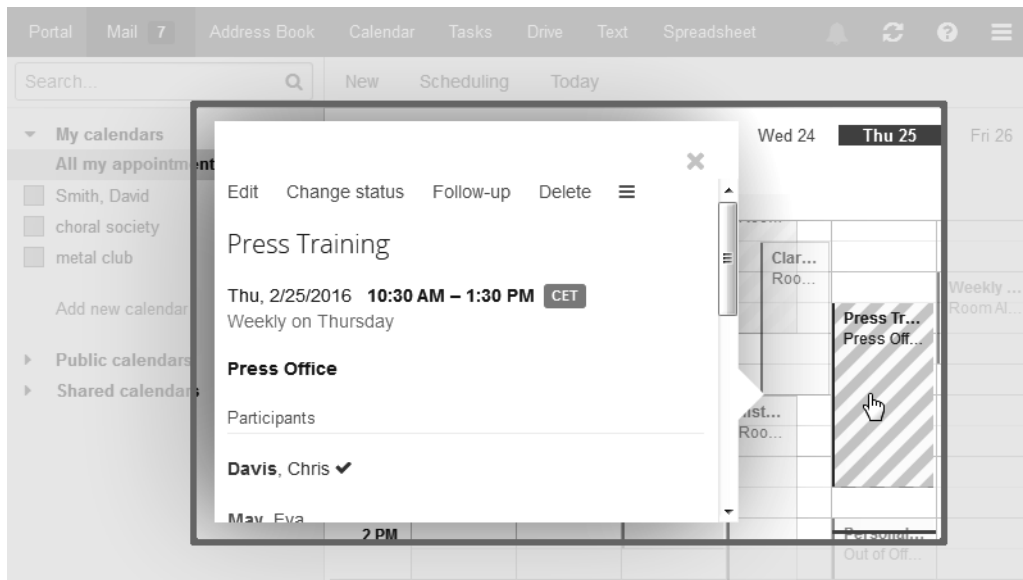 Portal Mail 7 Address Book Calendar Tasks Drive Text Spreadsheet
Search... New Scheduling Today
My calendars
All my appointment
Smith, David
choral society
metal club
Add new calendar
Public calendars
Shared calendars
Edit Change status Follow-up Delete
Press Training
Thu, 2/25/2016 10:30 AM – 1:30 PM CET
Weekly on Thursday
Press Office
Participants
Davis, Chris
May, Eva
Wed 24 Thu 25 Fri 26
Clar...
Roo...
Weekly ...
Room Al...
Press Tr...
Press Off...
Roo...
2 PM
Personal...
Out of Off...